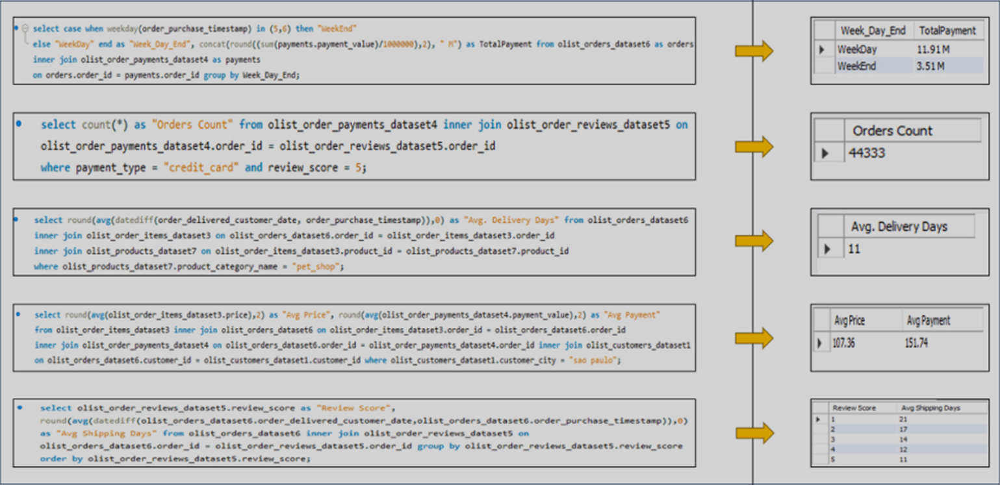 select case when weekday(order_purchase_timestamp) in (5,6) then "WeekEnd"
else "WeekDay" end as "Week_Day_End", concat(round((sum(payments.payment_value)/1000000),2), " M") as TotalPayment from olist_orders_dataset6 as orders
inner join olist_order_payments_dataset4 as payments
on orders.order_id = payments.order_id group by Week_Day_End;
Week_Day_End TotalPayment
WeekDay 11.91 M
WeekEnd 3.51 M
select count(*) as "Orders Count" from olist_order_payments_dataset4 inner join olist_order_reviews_dataset5 on
olist_order_payments_dataset4.order_id = olist_order_reviews_dataset5.order_id
where payment_type = "credit_card" and review_score = 5;
Orders Count
44333
select round(avg(datediff(order_delivered_customer_date, order_purchase_timestamp)),0) as "Avg. Delivery Days" from olist_orders_dataset6
inner join olist_order_items_dataset3 on olist_orders_dataset6.order_id = olist_order_items_dataset3.order_id
inner join olist_products_dataset7 on olist_order_items_dataset3.product_id = olist_products_dataset7.product_id
where olist_products_dataset7.product_category_name = "pet_shop";
Avg. Delivery Days
11
select round(avg(olist_order_items_dataset3.price),2) as "Avg Price", round(avg(olist_order_payments_dataset4.payment_value),2) as "Avg Payment"
from olist_order_items_dataset3 inner join olist_orders_dataset6 on olist_order_items_dataset3.order_id = olist_orders_dataset6.order_id
inner join olist_order_payments_dataset4 on olist_orders_dataset6.order_id = olist_order_payments_dataset4.order_id inner join olist_customers_dataset1
on olist_orders_dataset6.customer_id = olist_customers_dataset1.customer_id where olist_customers_dataset1.customer_city = "sao paulo";
Avg Price Avg Payment
107.36 151.74
select olist_order_reviews_dataset5.review_score as "Review Score",
round(avg(datediff(olist_orders_dataset6.order_delivered_customer_date,olist_orders_dataset6.order_purchase_timestamp)),0)
as "Avg Shipping Days" from olist_orders_dataset6 inner join olist_order_reviews_dataset5 on
olist_orders_dataset6.order_id = olist_order_reviews_dataset5.order_id group by olist_order_reviews_dataset5.review_score
order by olist_order_reviews_dataset5.review_score;
Review Score Avg Shipping Days
1 21
2 17
3 14
4 12
5 11